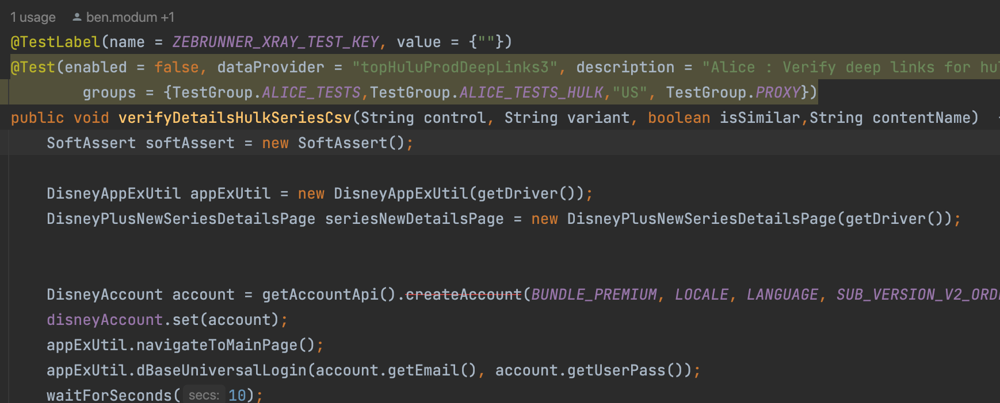 1 usage ben.modum +1
@TestLabel(name = ZEBRUNNER_XRAY_TEST_KEY, value = {""})
@Test(enabled = false, dataProvider = "topHuluProdDeepLinks3", description = "Alice : Verify deep links for hul
groups = {TestGroup.ALICE_TESTS,TestGroup.ALICE_TESTS_HULK,"US", TestGroup.PROXY})
public void verifyDetailsHulkSeriesCsv(String control, String variant, boolean isSimilar,String contentName)
SoftAssert softAssert = new SoftAssert();
DisneyAppExUtil appExUtil = new DisneyAppExUtil(getDriver());
DisneyPlusNewSeriesDetailsPage seriesNewDetailsPage = new DisneyPlusNewSeriesDetailsPage(getDriver());
DisneyAccount account = getAccountApi().createAccount(BUNDLE_PREMIUM, LOCALE, LANGUAGE, SUB_VERSION_V2_ORD
disneyAccount.set(account);
appExUtil.navigateToMainPage();
appExUtil.dBaseUniversalLogin(account.getEmail(), account.getUserPass());
waitForSeconds( secs: 10);